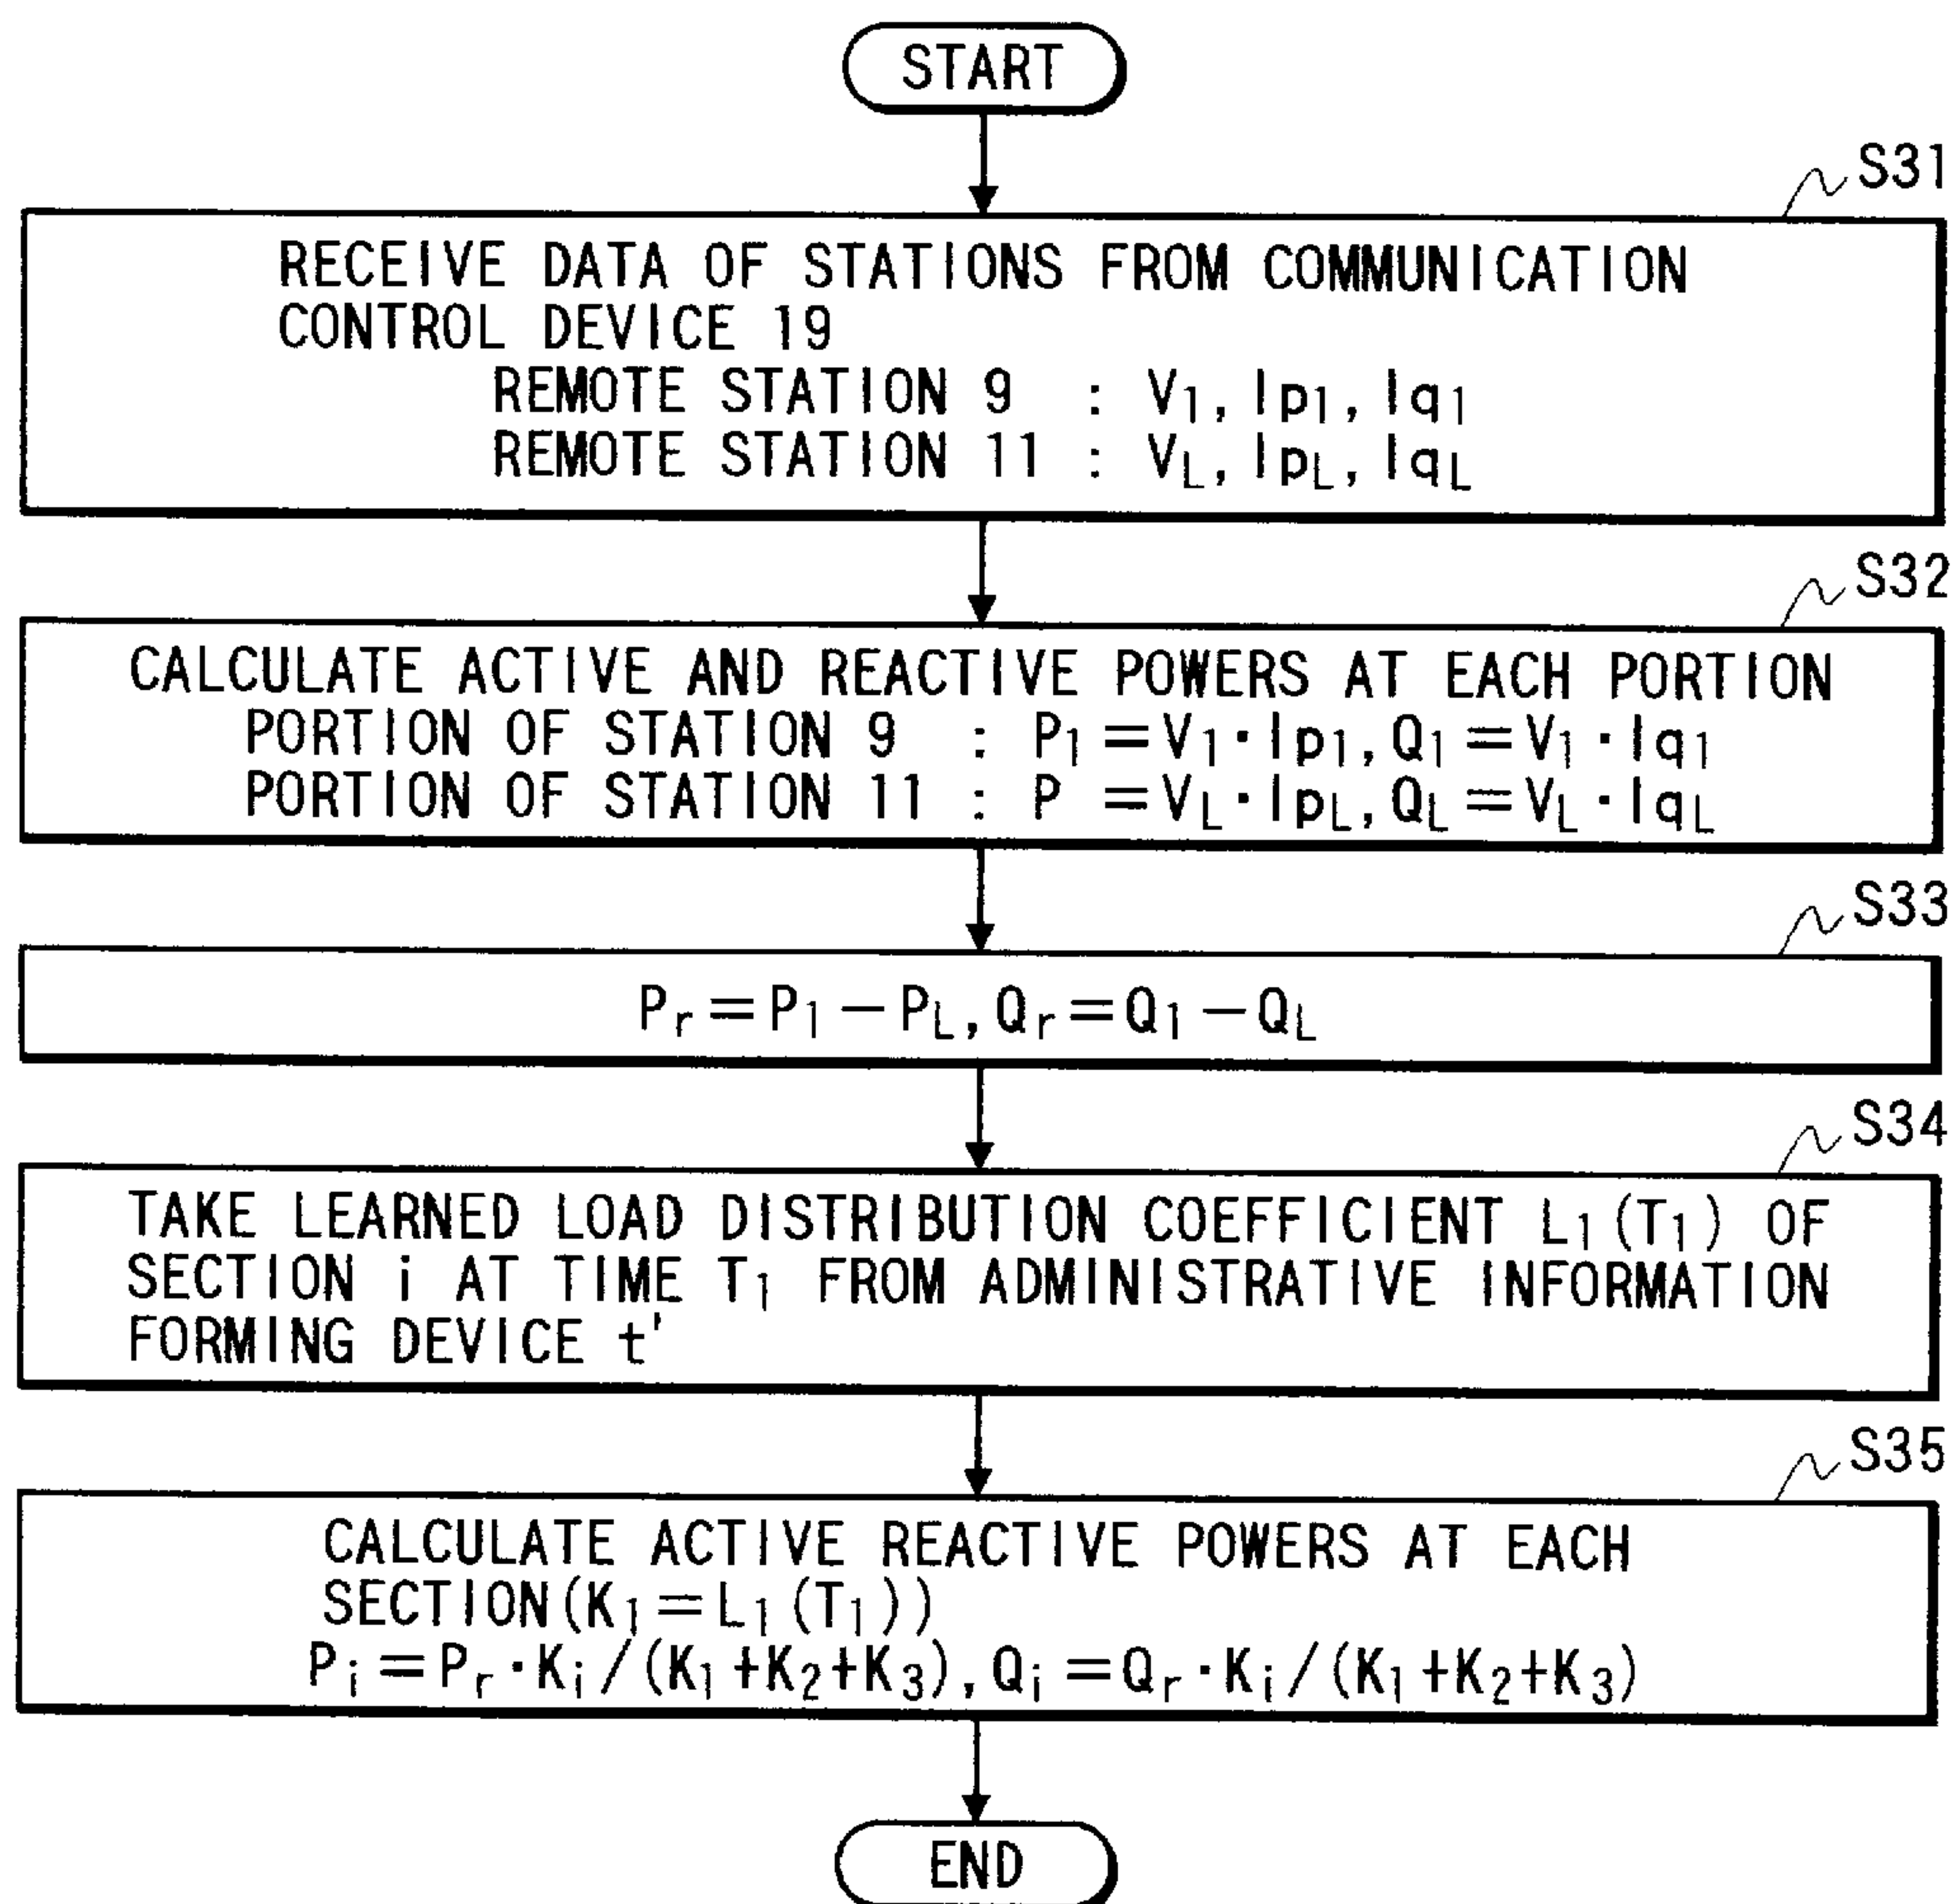 START
S31
RECEIVE DATA OF STATIONS FROM COMMUNICATION
CONTROL DEVICE 19
REMOTE STATION 9 : V1, Ip1, Iq1
REMOTE STATION 11 : VL, IpL, IqL
S32
CALCULATE ACTIVE AND REACTIVE POWERS AT EACH PORTION
PORTION OF STATION 9 : P1=V1·Ip1, Q1=V1·Iq1
PORTION OF STATION 11 : P =VL·IpL, QL=VL·IqL
S33
Pr=P1−PL, Qr=Q1−QL
S34
TAKE LEARNED LOAD DISTRIBUTION COEFFICIENT L1(T1) OF
SECTION i AT TIME T1 FROM ADMINISTRATIVE INFORMATION
FORMING DEVICE t'
S35
CALCULATE ACTIVE REACTIVE POWERS AT EACH
SECTION(K1=L1(T1))
Pi=Pr·Ki/(K1+K2+K3), Qi=Qr·Ki/(K1+K2+K3)
END